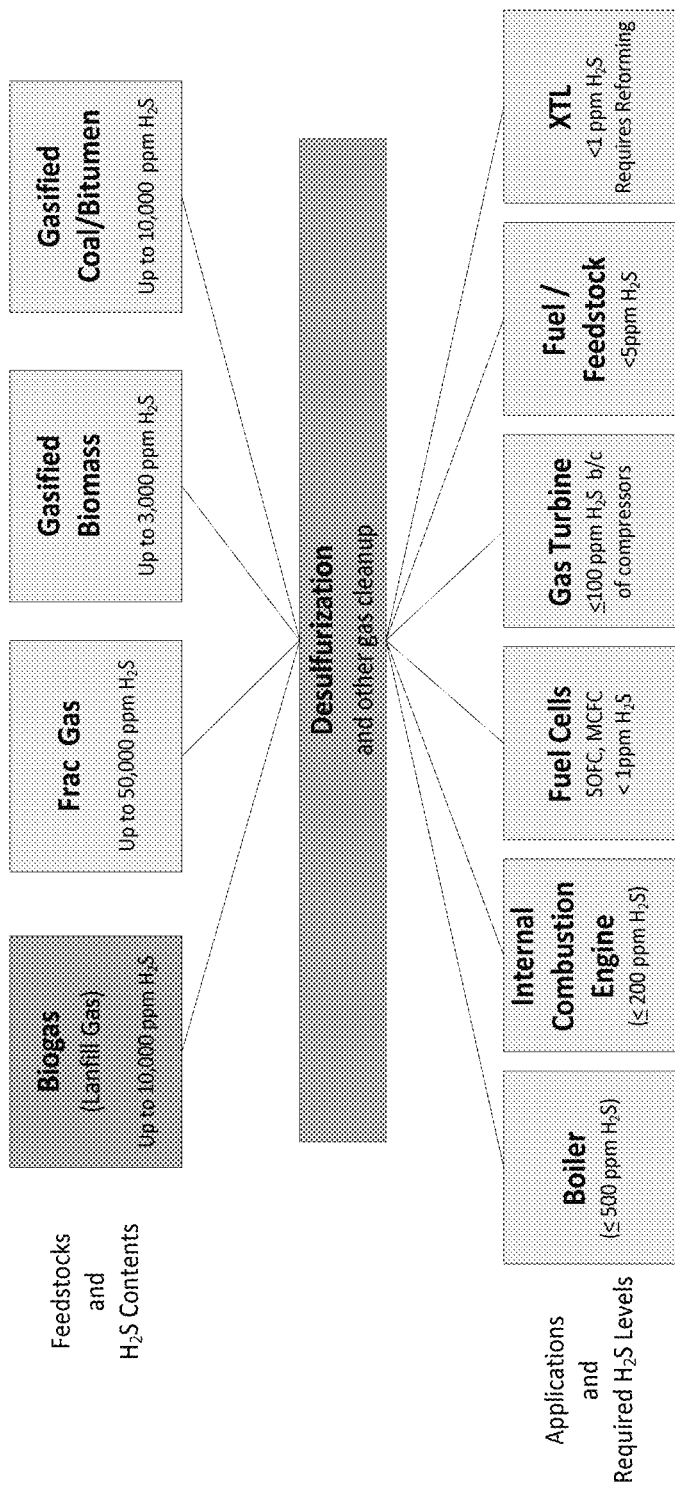 Feedstocks
and
H₂S Contents
Biogas
(Lanfill Gas)
Up to 10,000 ppm H₂S
Frac Gas
Up to 50,000 ppm H₂S
Gasified
Biomass
Up to 3,000 ppm H₂S
Gasified
Coal/Bitumen
Up to 10,000 ppm H₂S
Desulfurization
and other gas cleanup
Applications
and
Required H₂S Levels
Boiler
(≤ 500 ppm H₂S)
Internal
Combustion
Engine
(≤ 200 ppm H₂S)
Fuel Cells
SOFC, MCFC
< 1ppm H₂S
Gas Turbine
≤100 ppm H₂S b/c
of compressors
Fuel /
Feedstock
<5ppm H₂S
XTL
<1 ppm H₂S
Requires Reforming